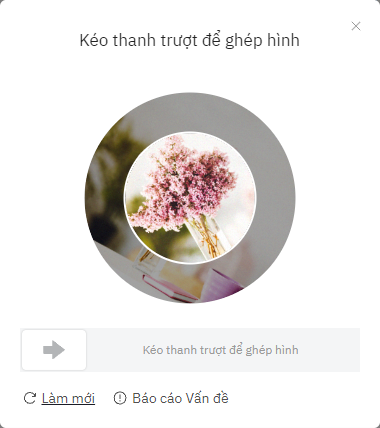 Kéo thanh trượt để ghép hình
Kéo thanh trượt để ghép hình
Làm mới
Báo cáo Vấn đề